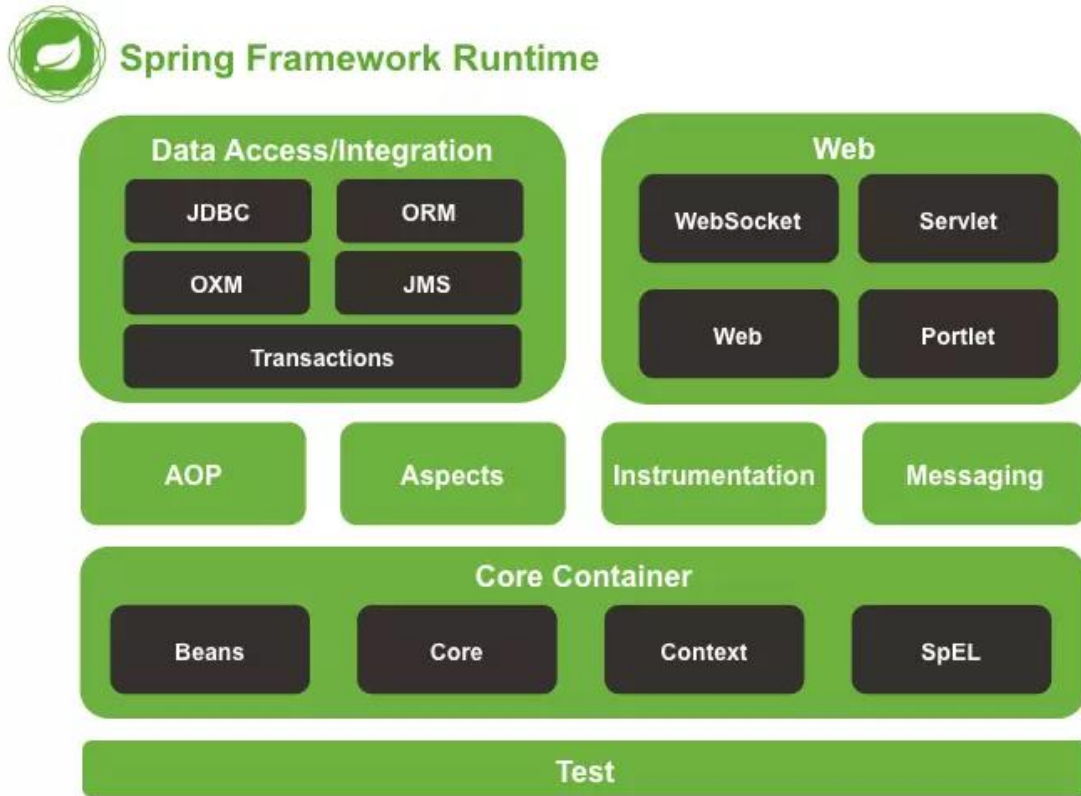 Spring Framework Runtime
Data Access/Integration
JDBC
ORM
OXM
JMS
Transactions
Web
WebSocket
Servlet
Web
Portlet
AOP
Aspects
Instrumentation
Messaging
Core Container
Beans
Core
Context
SpEL
Test